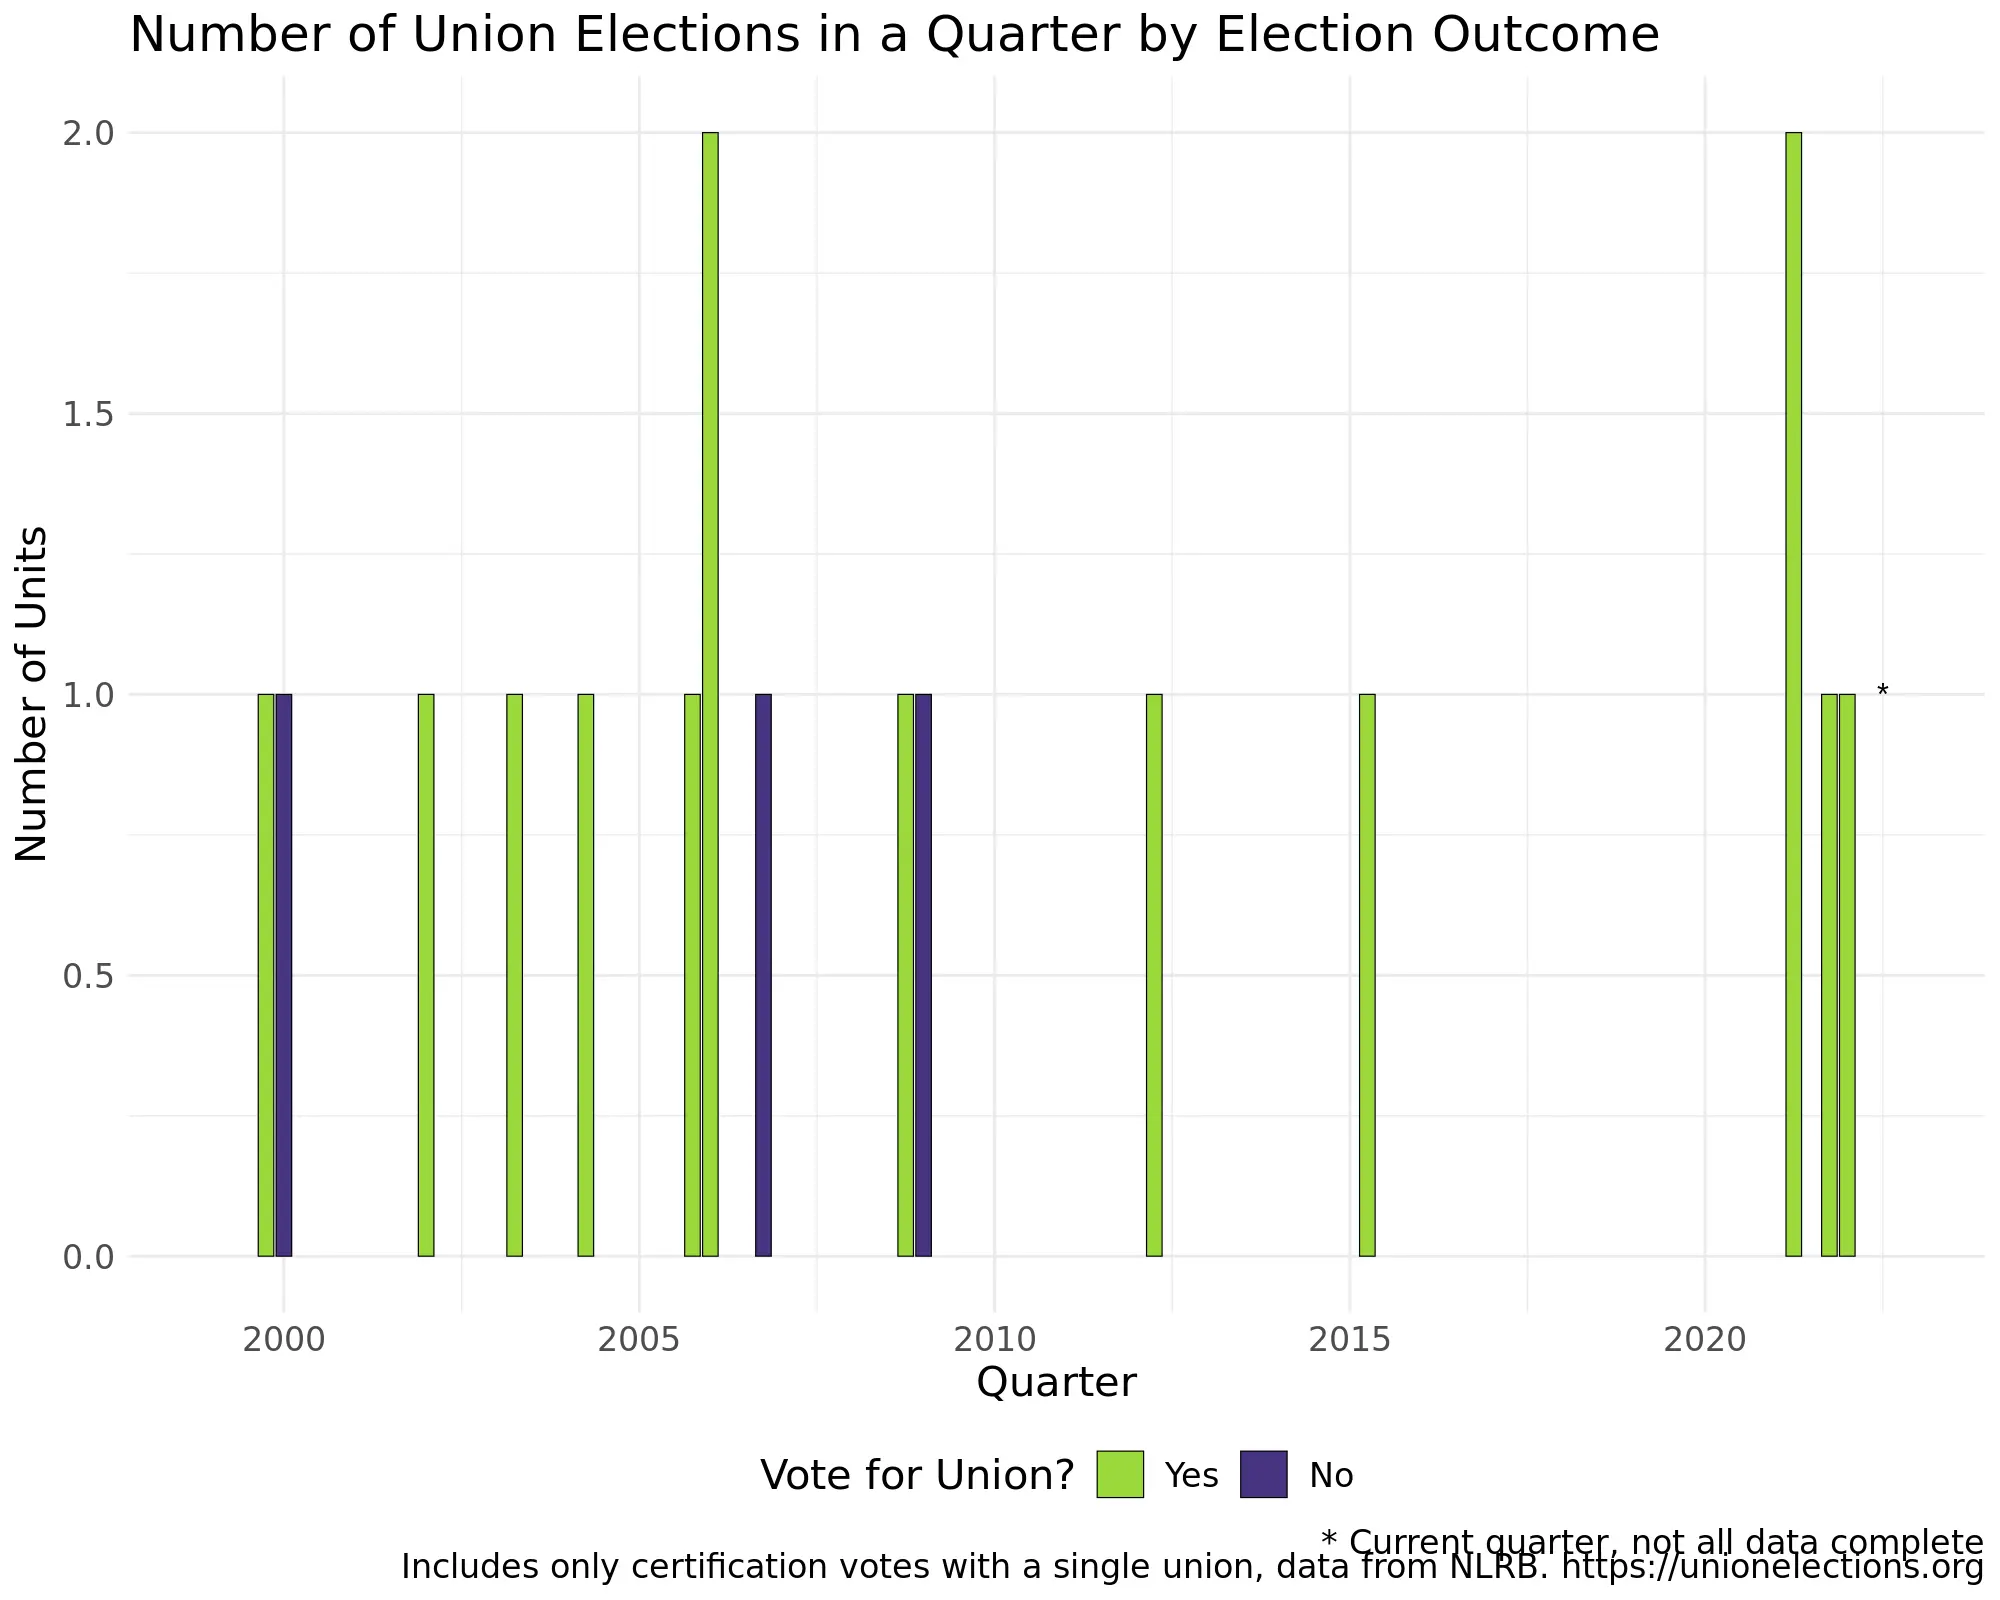 Number of Union Elections in a Quarter by Election Outcome
2.0
1.5
1.0
0.5
0.0
Number of Units
*
2000 2005 2010 2015 2020
Quarter
Vote for Union? Yes No
* Current quarter, not all data complete
Includes only certification votes with a single union, data from NLRB. https://unionelections.org